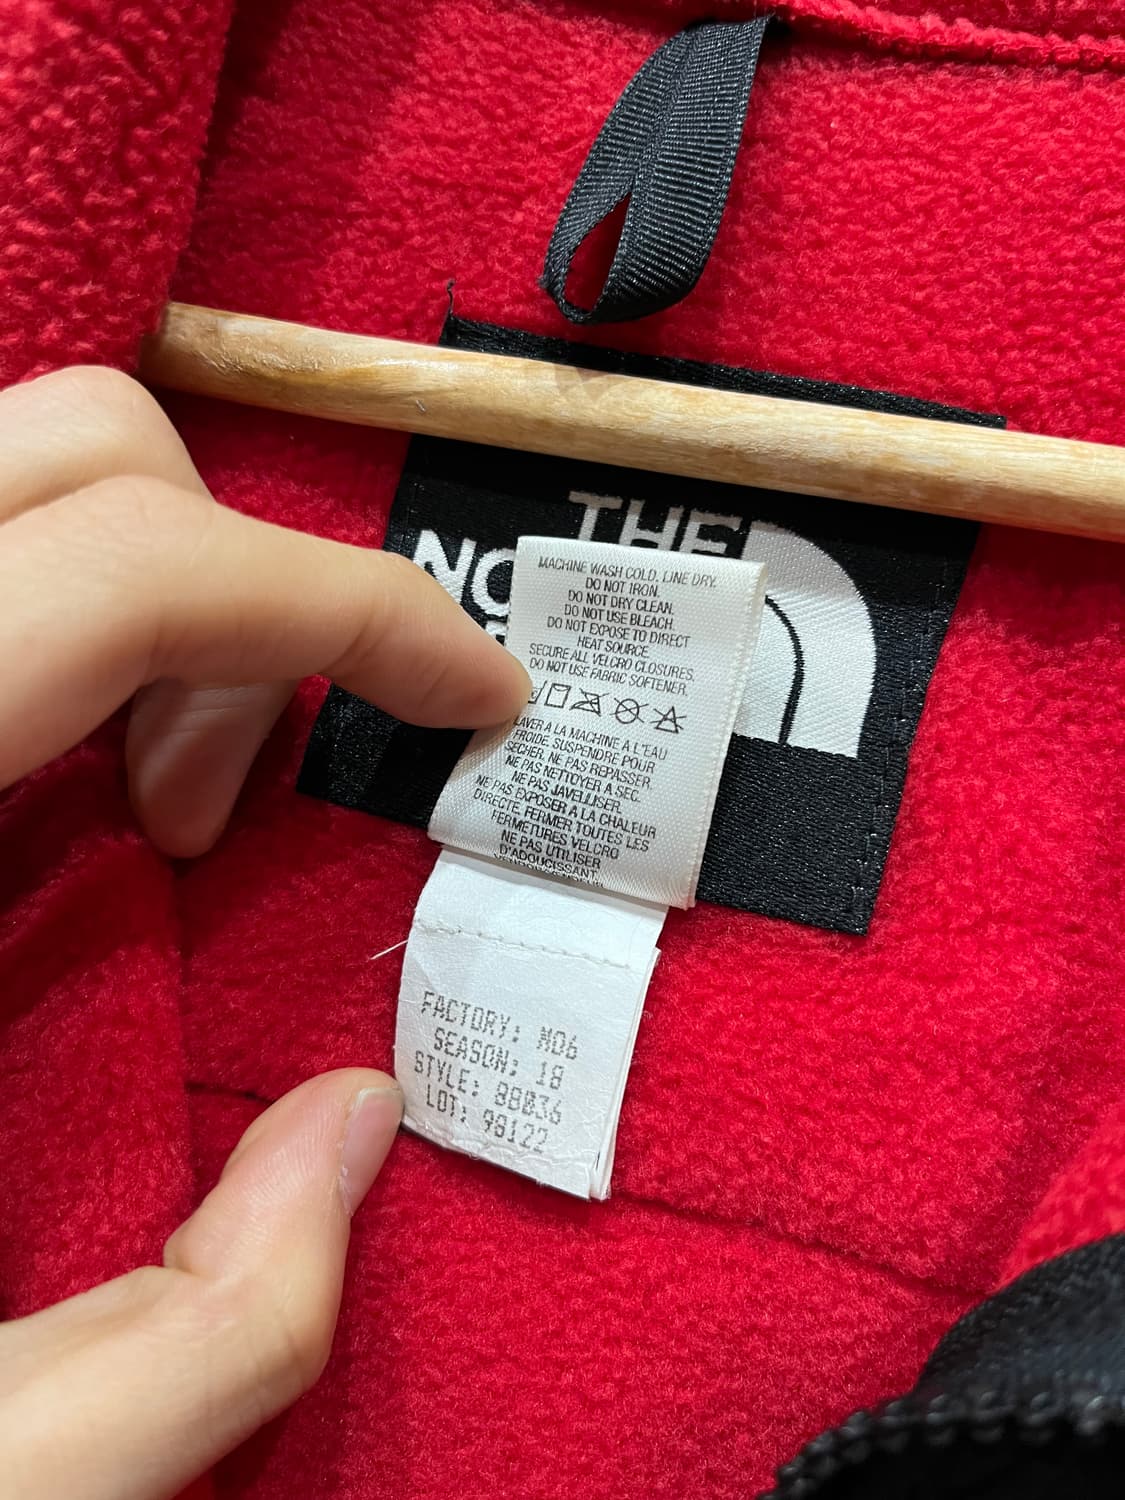 THE
NO
MACHINE WASH COLD. LINE DRY.
DO NOT IRON.
DO NOT DRY CLEAN.
DO NOT USE BLEACH.
DO NOT EXPOSE TO DIRECT
HEAT SOURCE.
SECURE ALL VELCRO CLOSURES.
DO NOT USE FABRIC SOFTENER.
LAVER A LA MACHINE A L'EAU
FROIDE. SUSPENDRE POUR
SECHER. NE PAS REPASSER.
NE PAS NETTOYER A SEC.
NE PAS JAVELLISER.
NE PAS EXPOSER A LA CHALEUR
DIRECTE. FERMER TOUTES LES
FERMETURES VELCRO
NE PAS UTILISER
D'ADOUCISSANT.
FACTORY:
SEASON: 18
STYLE:
LOT: 98122